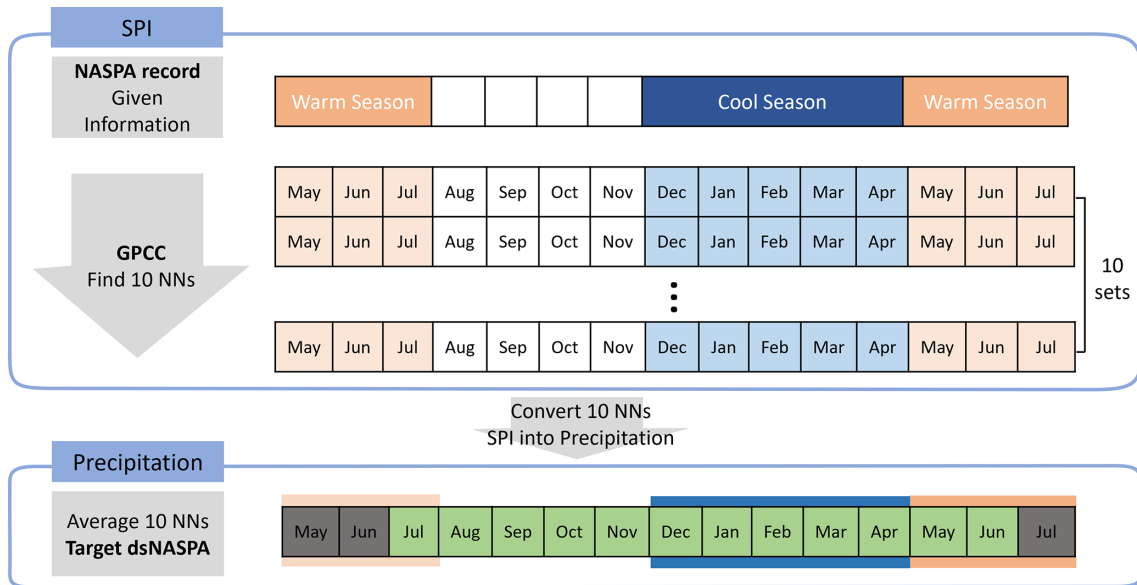 SPI
NASPA record
Given
Information
Warm Season Cool Season Warm Season
May Jun Jul Aug Sep Oct Nov Dec Jan Feb Mar Apr May Jun Jul
May Jun Jul Aug Sep Oct Nov Dec Jan Feb Mar Apr May Jun Jul
GPCC
Find 10 NNs
10
sets
May Jun Jul Aug Sep Oct Nov Dec Jan Feb Mar Apr May Jun Jul
Convert 10 NNs
SPI into Precipitation
Precipitation
Average 10 NNs
Target dsNASPA
May Jun Jul Aug Sep Oct Nov Dec Jan Feb Mar Apr May Jun Jul